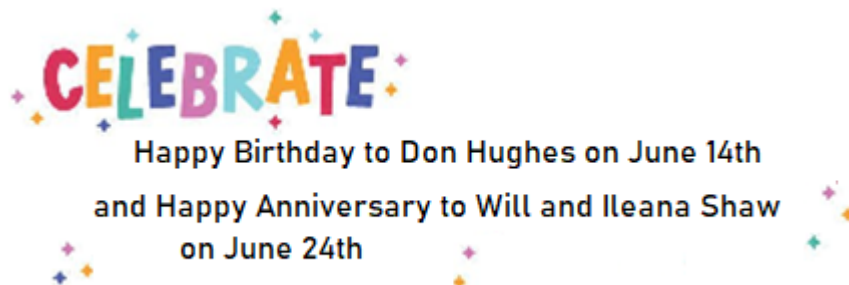 CELEBRATE
Happy Birthday to Don Hughes on June 14th
and Happy Anniversary to Will and Ileana Shaw
on June 24th